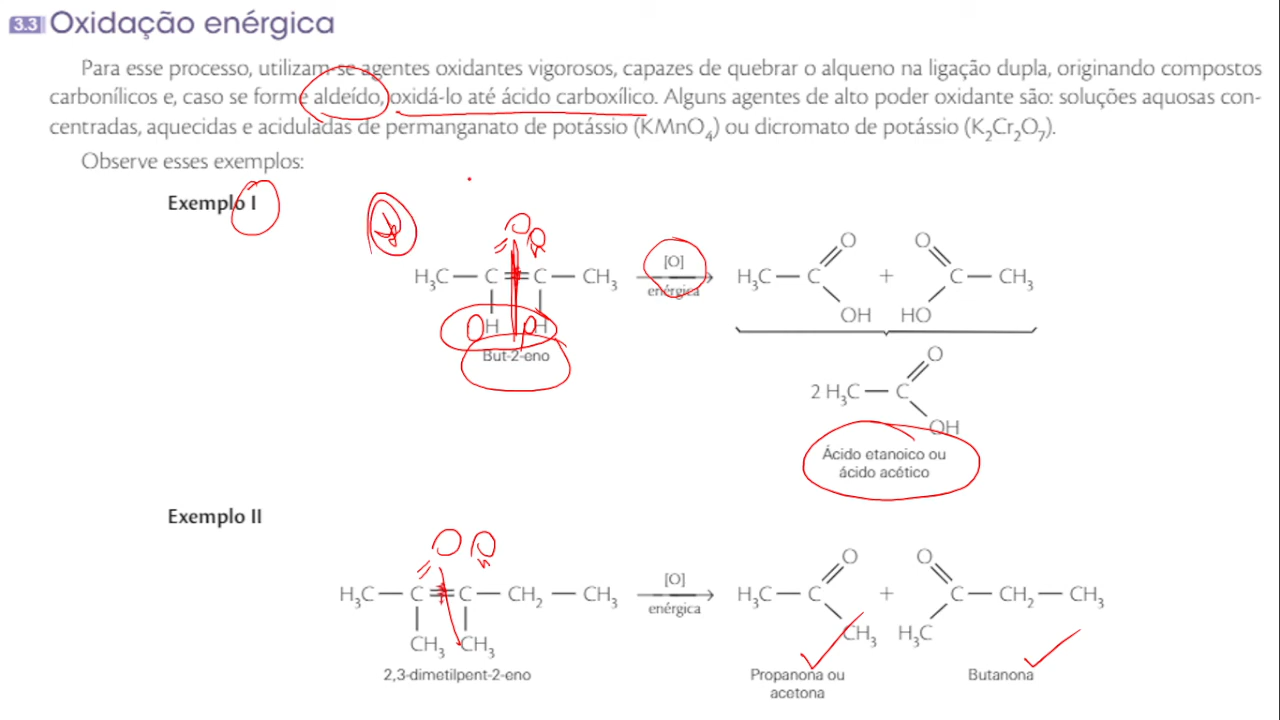 3.3 Oxidação enérgica
Para esse processo, utilizam-se agentes oxidantes vigorosos, capazes de quebrar o alqueno na ligação dupla, originando compostos
carbonílicos e, caso se forme aldeído, oxidá-lo até ácido carboxílico. Alguns agentes de alto poder oxidante são: soluções aquosas con-
centradas, aquecidas e aciduladas de permanganato de potássio (KMnO₄) ou dicromato de potássio (K₂Cr₂O₇).
Observe esses exemplos:
Exemplo I
O O
O O
H₃C — C = C — CH₃ [O] enérgica H₃C — C + C — CH₃
H H OH HO
But-2-eno
O
2 H₃C — C
OH
Ácido etanoico ou
ácido acético
Exemplo II
O O
O O
H₃C — C = C — CH₂ — CH₃ [O] enérgica H₃C — C + C — CH₂ — CH₃
CH₃ CH₃ CH₃ H₃C
2,3-dimetilpent-2-eno
Propanona ou
acetona
Butanona